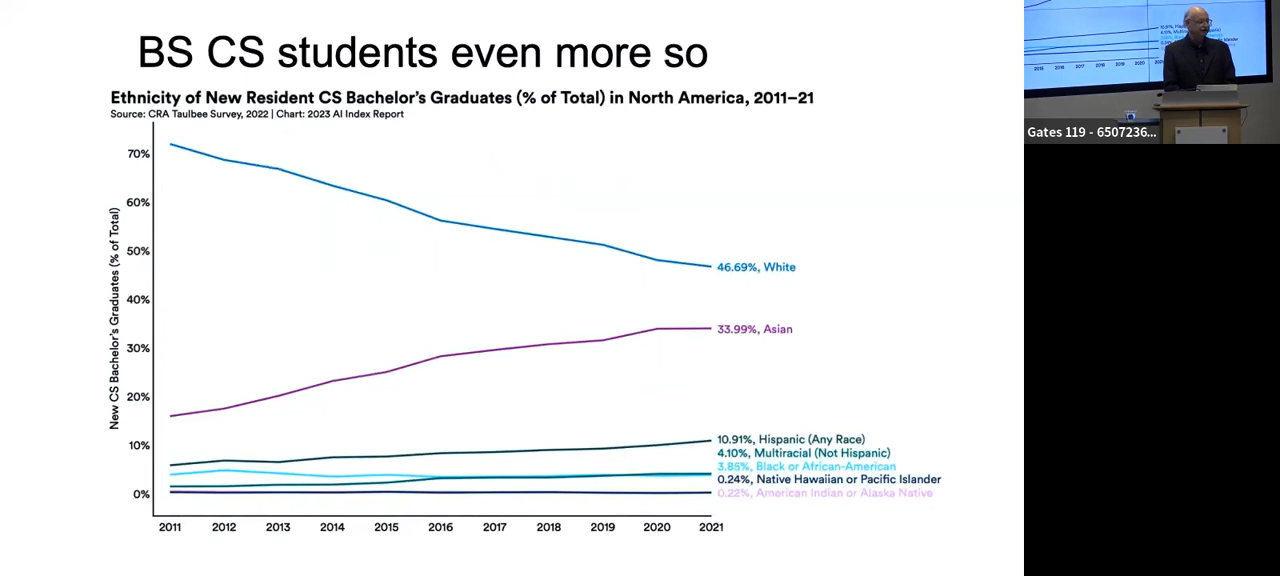 BS CS students even more so
Ethnicity of New Resident CS Bachelor's Graduates (% of Total) in North America, 2011–21
Source: CRA Taulbee Survey, 2022 | Chart: 2023 AI Index Report
New CS Bachelor's Graduates (% of Total)
70%
60%
50%
40%
30%
20%
10%
0%
46.69%, White
33.99%, Asian
10.91%, Hispanic (Any Race)
4.10%, Multiracial (Not Hispanic)
3.85%, Black or African-American
0.24%, Native Hawaiian or Pacific Islander
0.22%, American Indian or Alaska Native
2011 2012 2013 2014 2015 2016 2017 2018 2019 2020 2021
Gates 119 - 6507236...